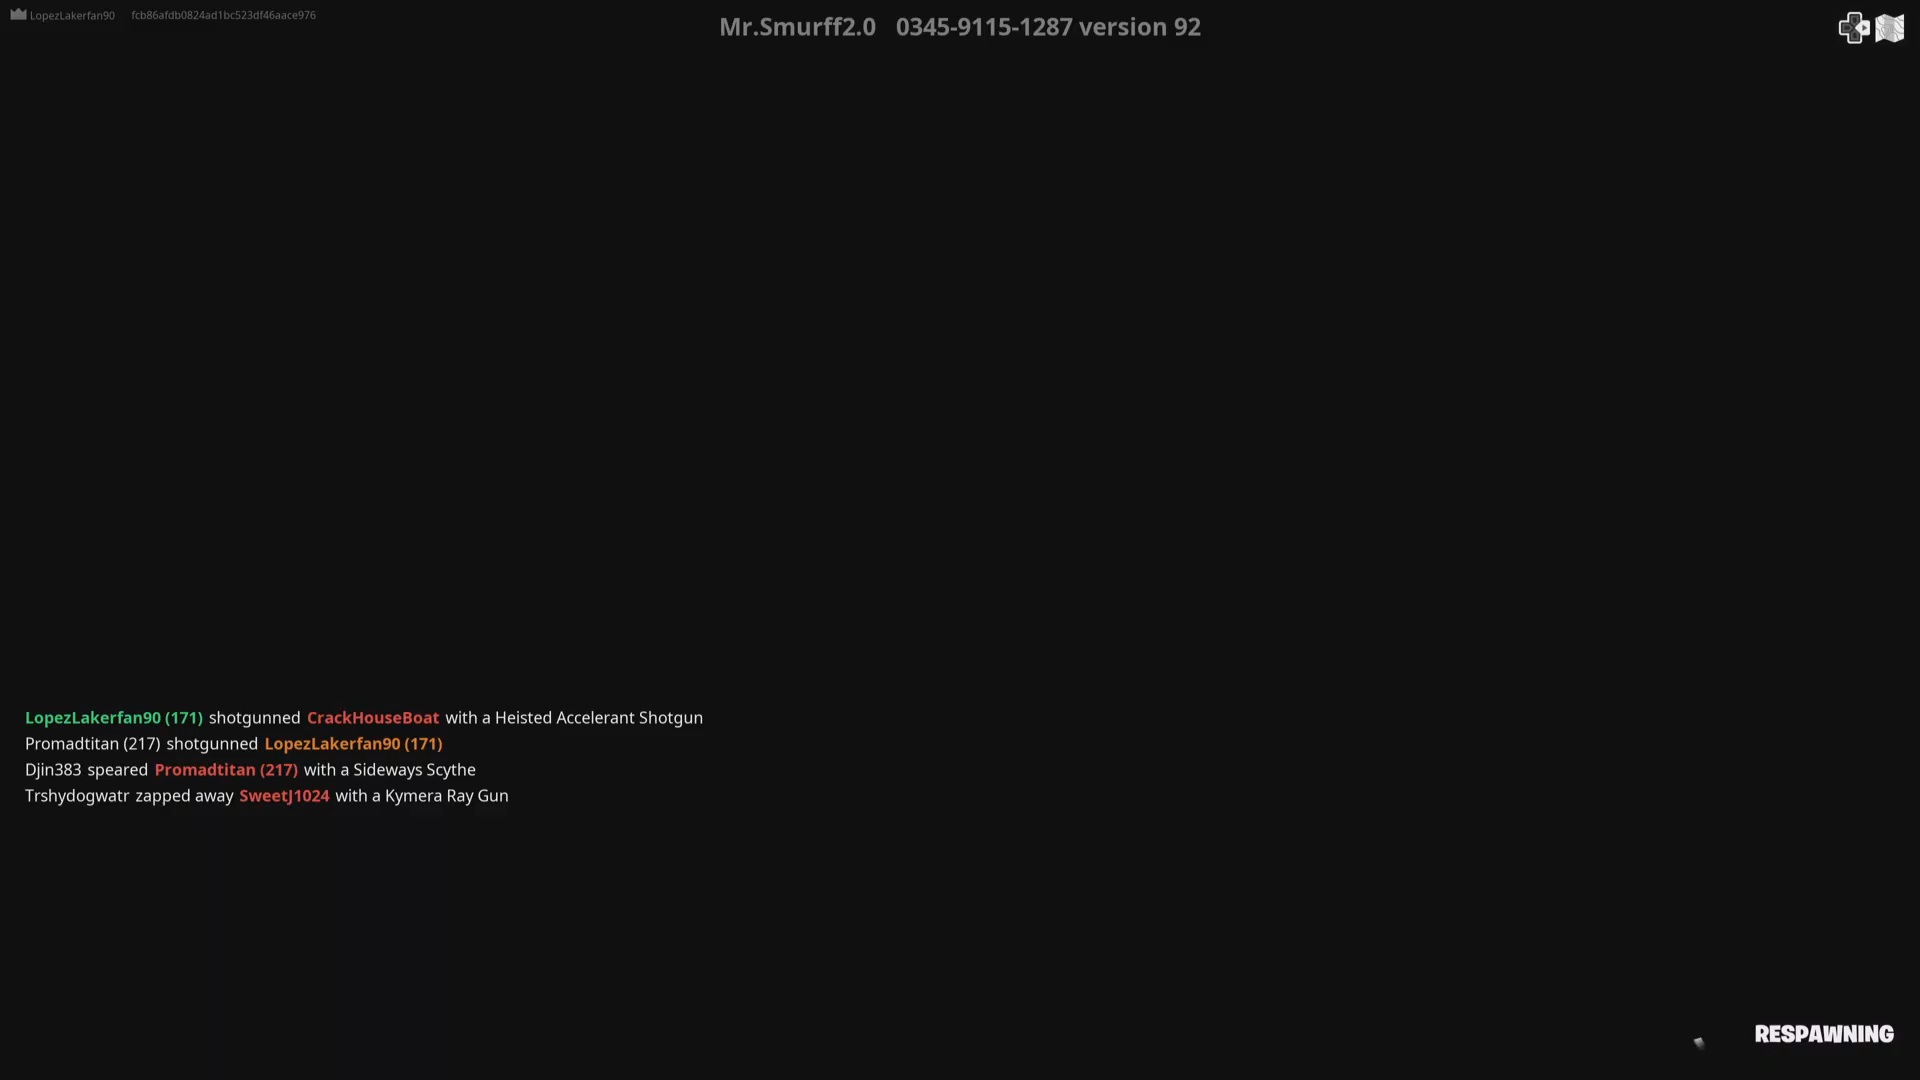 LopezLakerfan90 fcb86afdb0824ad1bc523df46aace976
Mr.Smurff2.0 0345-9115-1287 version 92
LopezLakerfan90 (171) shotgunned CrackHouseBoat with a Heisted Accelerant Shotgun
Promadtitan (217) shotgunned LopezLakerfan90 (171)
Djin383 speared Promadtitan (217) with a Sideways Scythe
Trshydogwatr zapped away SweetJ1024 with a Kymera Ray Gun
RESPAWNING